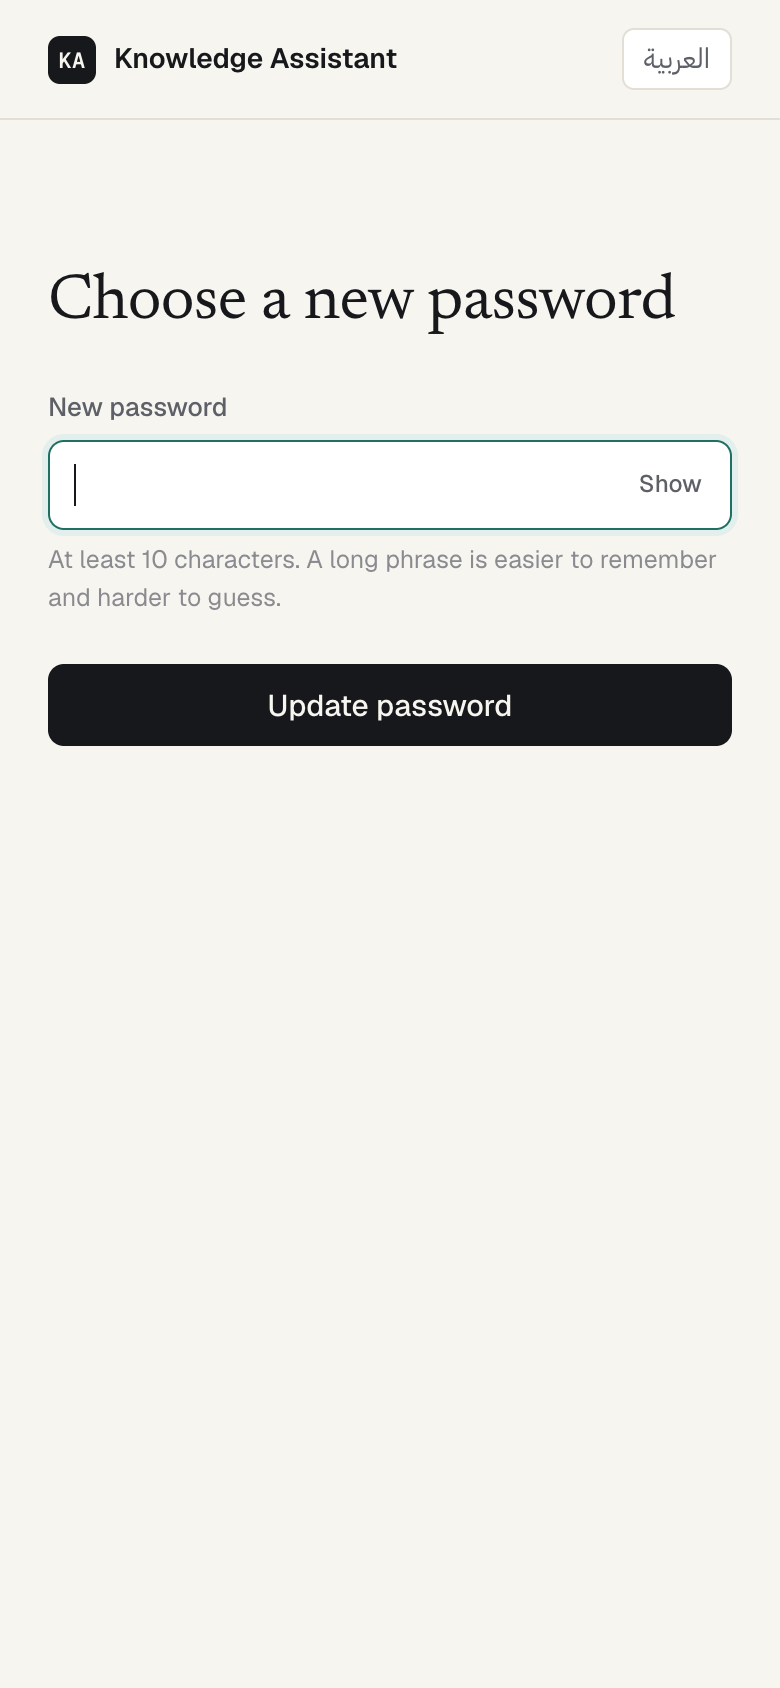 KA Knowledge Assistant العربية
Choose a new password
New password
Show
At least 10 characters. A long phrase is easier to remember
and harder to guess.
Update password